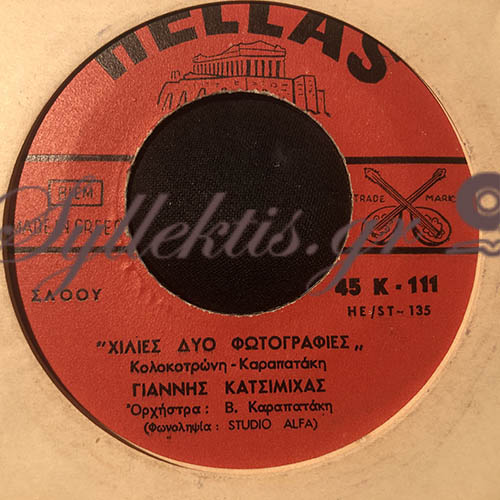 HELLAS
BIEM
TRADE MARK
MADE IN GREECE
Syllektis.gr
ΣΛΟΟΥ
45 K - 111
HE/ST - 135
"ΧΙΛΙΕΣ ΔΥΟ ΦΩΤΟΓΡΑΦΙΕΣ„
Κολοκοτρώνη - Καραπατάκη
ΓΙΑΝΝΗΣ ΚΑΤΣΙΜΙΧΑΣ
Ὀρχήστρα: Β. Καραπατάκη
(Φωνοληψία: STUDIO ALFA)